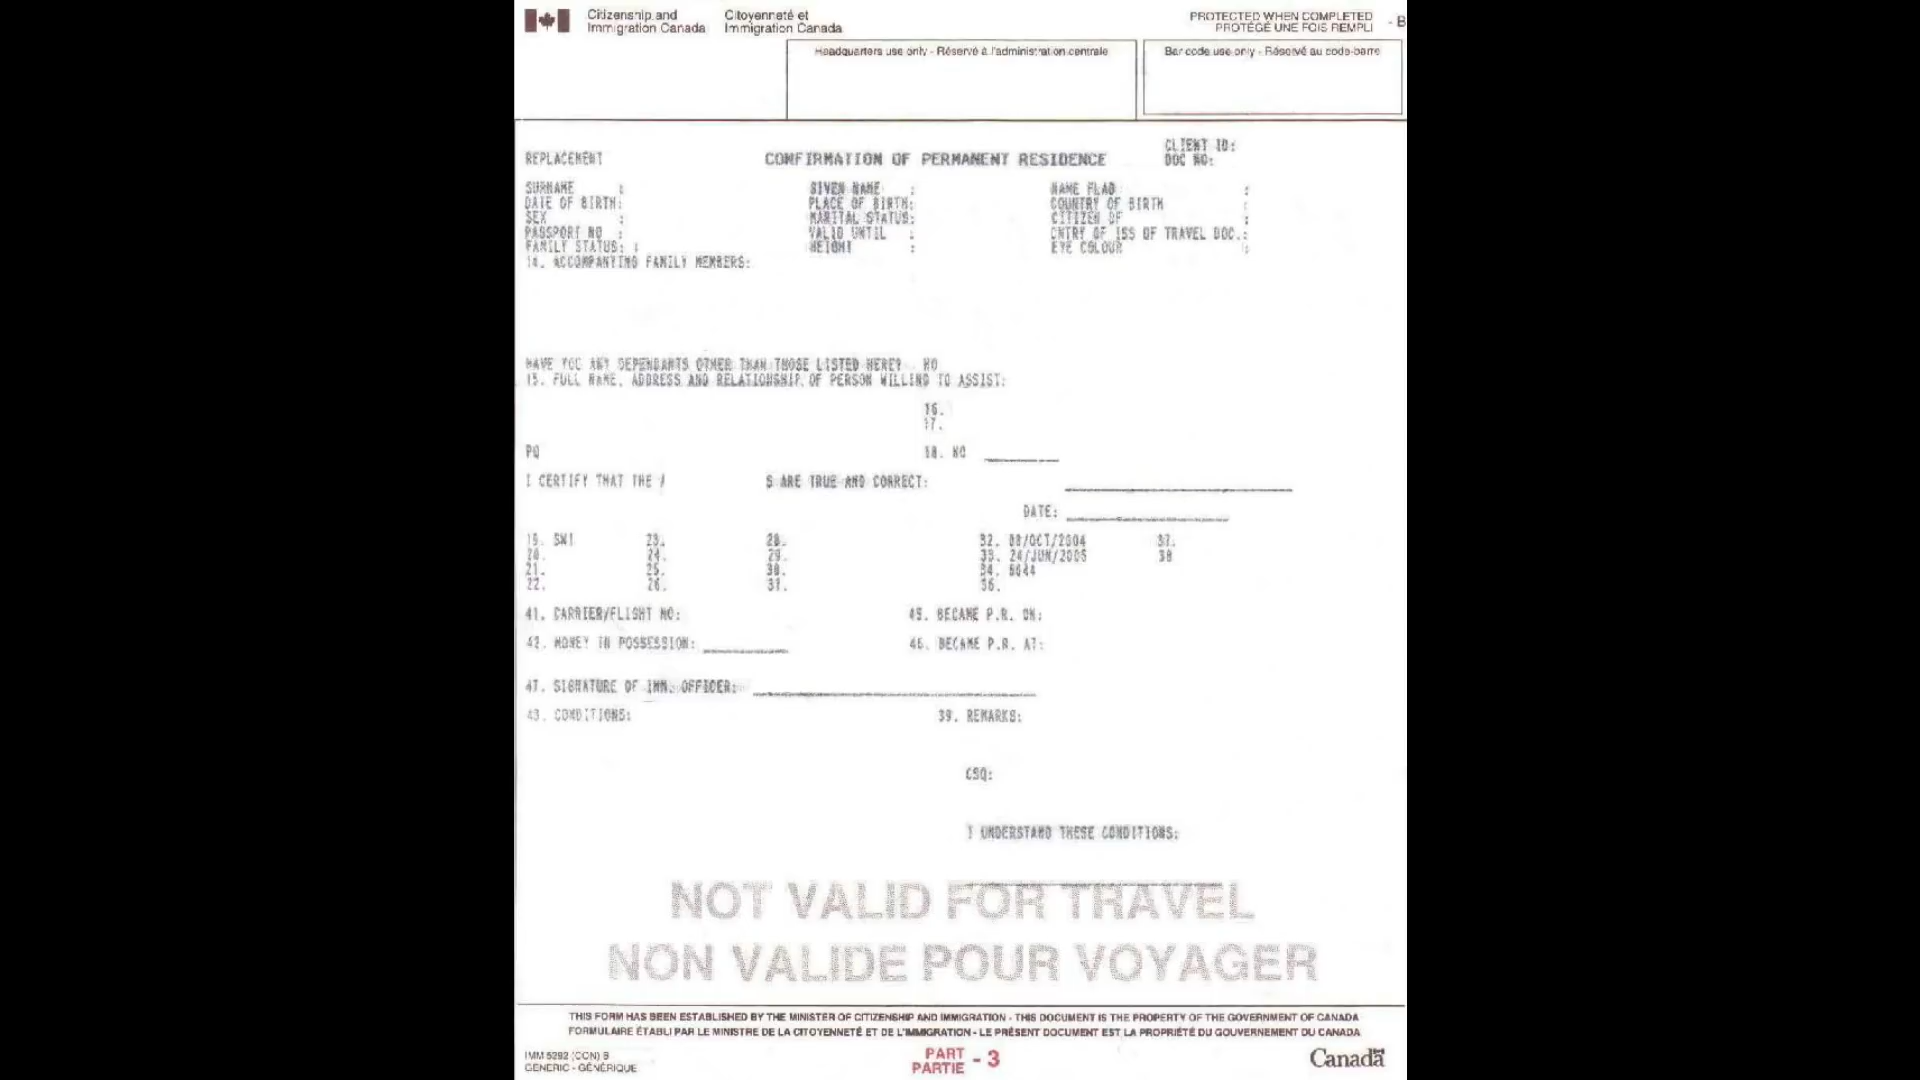 Citizenship and Citoyenneté et
Immigration Canada Immigration Canada
PROTECTED WHEN COMPLETED - B
PROTÉGÉ UNE FOIS REMPLI
Headquarters use only - Réservé à l'administration centrale
Bar code use only - Réservé au code-barre
CLIENT ID:
REPLACEMENT CONFIRMATION OF PERMANENT RESIDENCE DOC NO:
SURNAME : GIVEN NAME : NAME FLAG :
DATE OF BIRTH: PLACE OF BIRTH: COUNTRY OF BIRTH :
SEX : MARITAL STATUS: CITIZEN OF :
PASSPORT NO : VALID UNTIL : CNTRY OF ISS OF TRAVEL DOC.:
FAMILY STATUS: : HEIGHT : EYE COLOUR :
14. ACCOMPANYING FAMILY MEMBERS:
HAVE YOU ANY DEPENDANTS OTHER THAN THOSE LISTED HERE? NO
15. FULL NAME, ADDRESS AND RELATIONSHIP OF PERSON WILLING TO ASSIST:
16.
17.
PQ 18. NO
I CERTIFY THAT THE S ARE TRUE AND CORRECT:
DATE:
19. SW1 23. 28. 32. /OCT/2004 37.
20. 24. 29. 33. /JUN/2005 38
21. 25. 30. 34.
22. 26. 31. 36.
41. CARRIER/FLIGHT NO: 45. BECAME P.R. ON:
42. MONEY IN POSSESSION: 46. BECAME P.R. AT:
47. SIGNATURE OF IMM. OFFICER:
43. CONDITIONS: 39. REMARKS:
CSQ:
I UNDERSTAND THESE CONDITIONS:
NOT VALID FOR TRAVEL
NON VALIDE POUR VOYAGER
THIS FORM HAS BEEN ESTABLISHED BY THE MINISTER OF CITIZENSHIP AND IMMIGRATION - THIS DOCUMENT IS THE PROPERTY OF THE GOVERNMENT OF CANADA
FORMULAIRE ÉTABLI PAR LE MINISTRE DE LA CITOYENNETÉ ET DE L'IMMIGRATION - LE PRÉSENT DOCUMENT EST LA PROPRIÉTÉ DU GOUVERNEMENT DU CANADA
IMM 5292 (CON) B
GENERIC - GÉNÉRIQUE
PART
PARTIE - 3
Canada